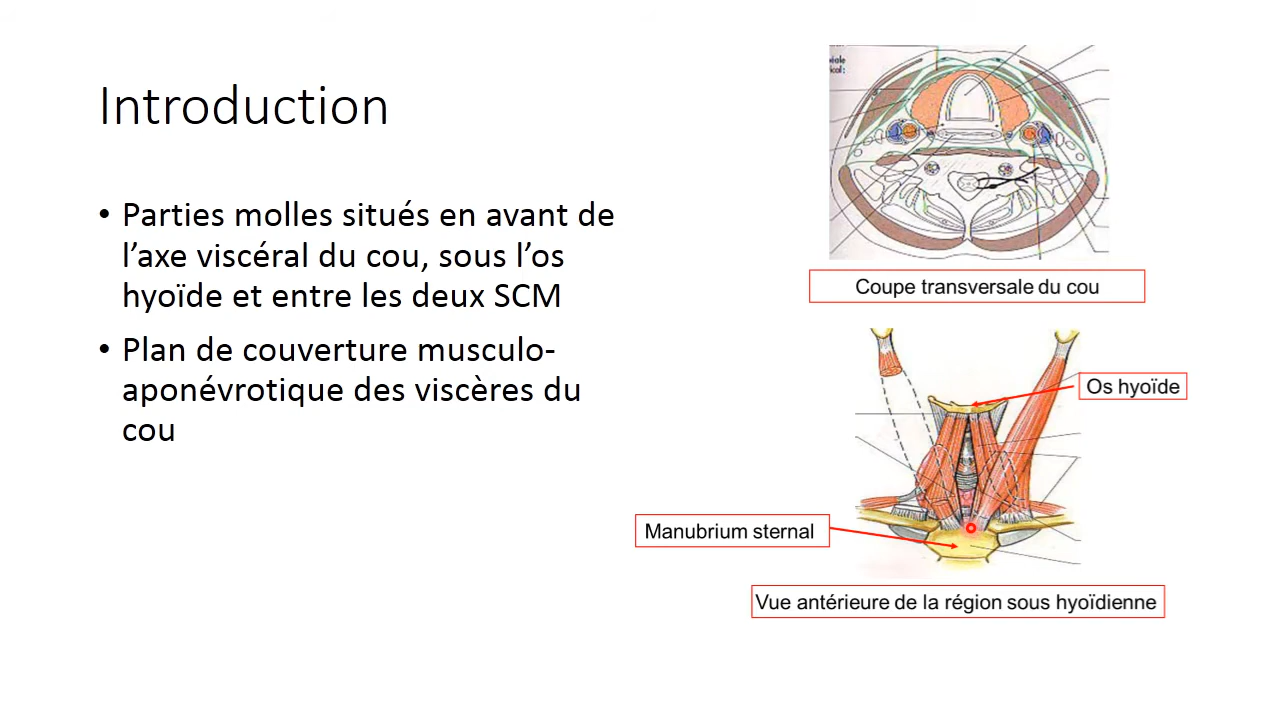 Introduction
• Parties molles situés en avant de
l’axe viscéral du cou, sous l’os
hyoïde et entre les deux SCM
• Plan de couverture musculo-
aponévrotique des viscères du
cou
Coupe transversale du cou
Os hyoïde
Manubrium sternal
Vue antérieure de la région sous hyoïdienne